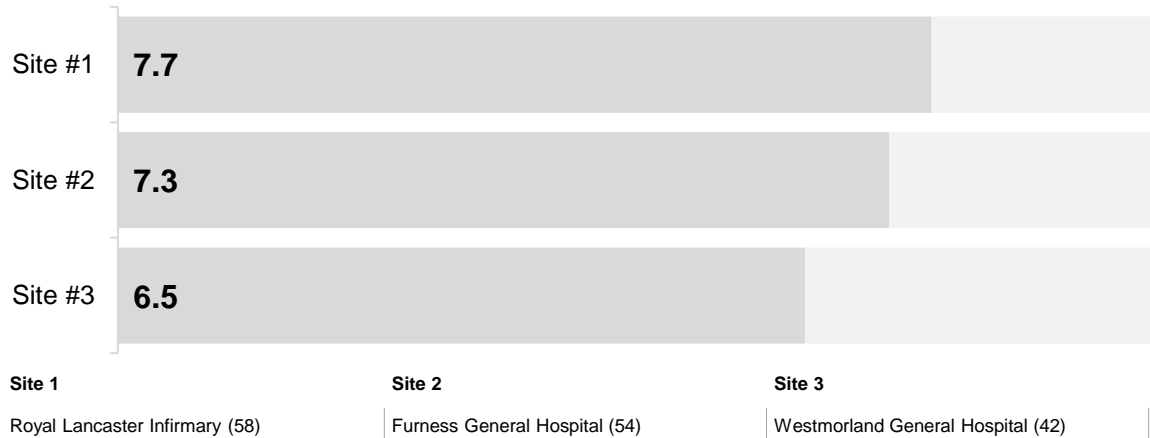 Site #1 7.7
Site #2 7.3
Site #3 6.5
Site 1 Site 2 Site 3
Royal Lancaster Infirmary (58) Furness General Hospital (54) Westmorland General Hospital (42)